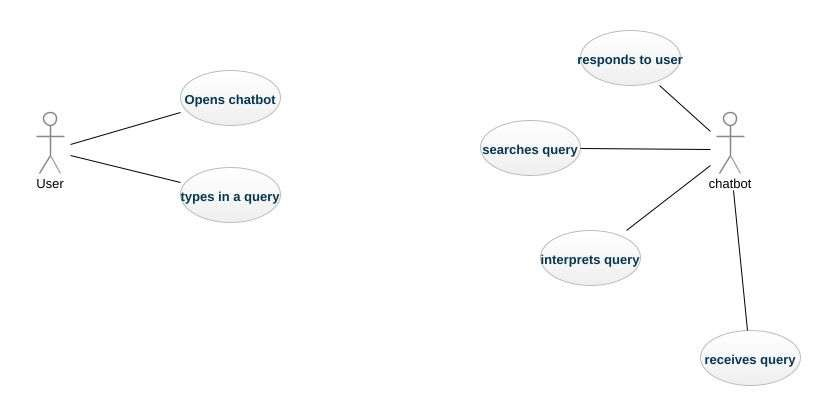 responds to user
Opens chatbot
searches query
User
chatbot
types in a query
interprets query
receives query